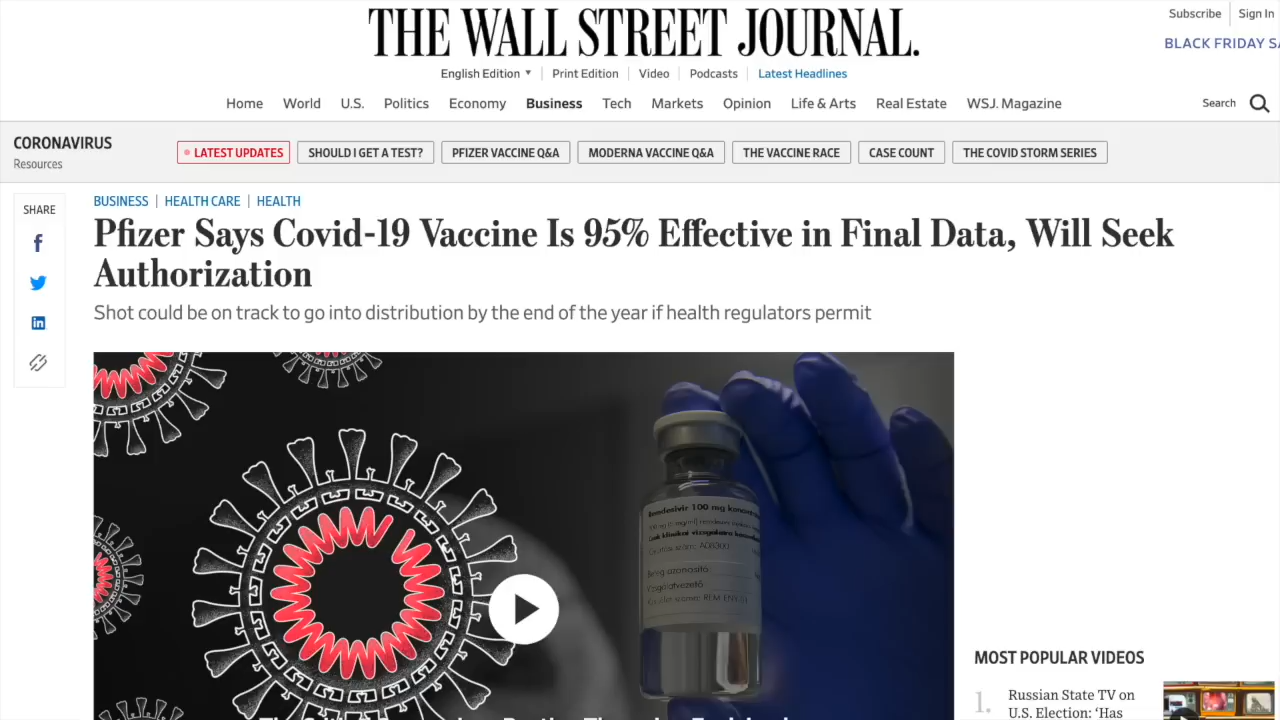 THE WALL STREET JOURNAL.
Subscribe Sign In
BLACK FRIDAY
English Edition Print Edition Video Podcasts Latest Headlines
Home World U.S. Politics Economy Business Tech Markets Opinion Life & Arts Real Estate WSJ. Magazine Search
CORONAVIRUS
Resources
LATEST UPDATES SHOULD I GET A TEST? PFIZER VACCINE Q&A MODERNA VACCINE Q&A THE VACCINE RACE CASE COUNT THE COVID STORM SERIES
SHARE
BUSINESS HEALTH CARE HEALTH
Pfizer Says Covid-19 Vaccine Is 95% Effective in Final Data, Will Seek
Authorization
Shot could be on track to go into distribution by the end of the year if health regulators permit
Remdesivir 100 mg
MOST POPULAR VIDEOS
1. Russian State TV on
U.S. Election: ‘Has